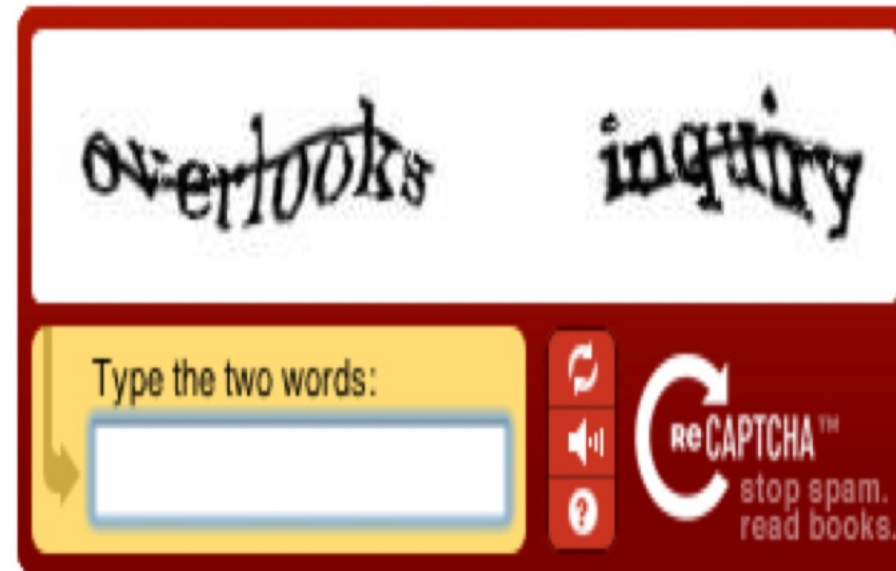 overlooks inquiry
Type the two words:
ReCAPTCHA™
stop spam.
read books.